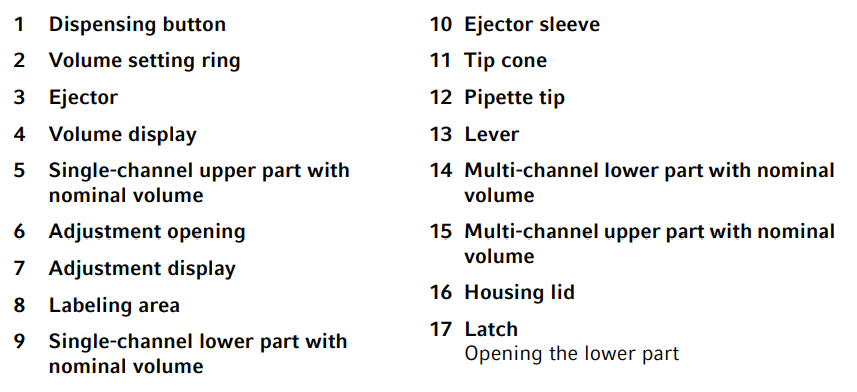 1 Dispensing button
2 Volume setting ring
3 Ejector
4 Volume display
5 Single-channel upper part with
nominal volume
6 Adjustment opening
7 Adjustment display
8 Labeling area
9 Single-channel lower part with
nominal volume
10 Ejector sleeve
11 Tip cone
12 Pipette tip
13 Lever
14 Multi-channel lower part with nominal
volume
15 Multi-channel upper part with nominal
volume
16 Housing lid
17 Latch
Opening the lower part